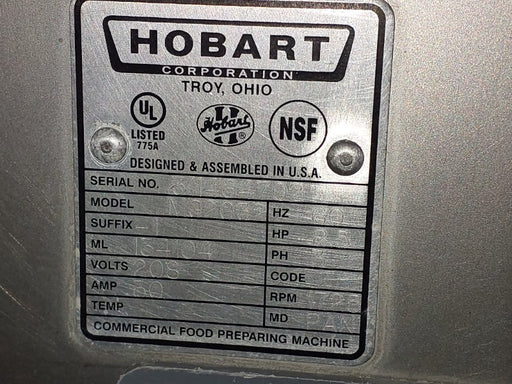 HOBART
CORPORATION
TROY, OHIO
UL
LISTED
775A
Hobart
®
NSF
DESIGNED & ASSEMBLED IN U.S.A.
SERIAL NO.
MODEL
HZ
SUFFIX
HP
ML
PH
VOLTS 208
CODE
AMP
RPM
TEMP
MD
COMMERCIAL FOOD PREPARING MACHINE